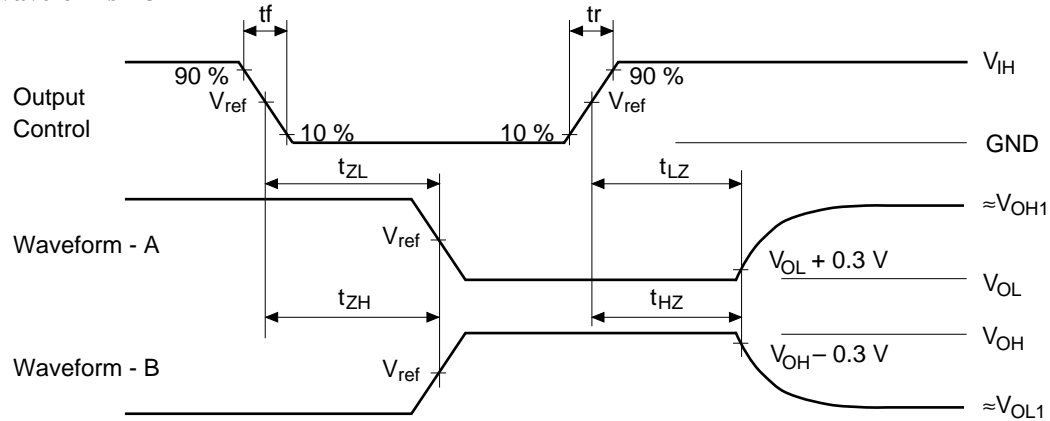 tf
tr
90 %
90 %
V_IH
Output
Control
V_ref
V_ref
10 %
10 %
GND
t_ZL
t_LZ
≈V_OH1
Waveform - A
V_ref
V_OL + 0.3 V
V_OL
t_ZH
t_HZ
V_OH
V_OH – 0.3 V
Waveform - B
V_ref
≈V_OL1